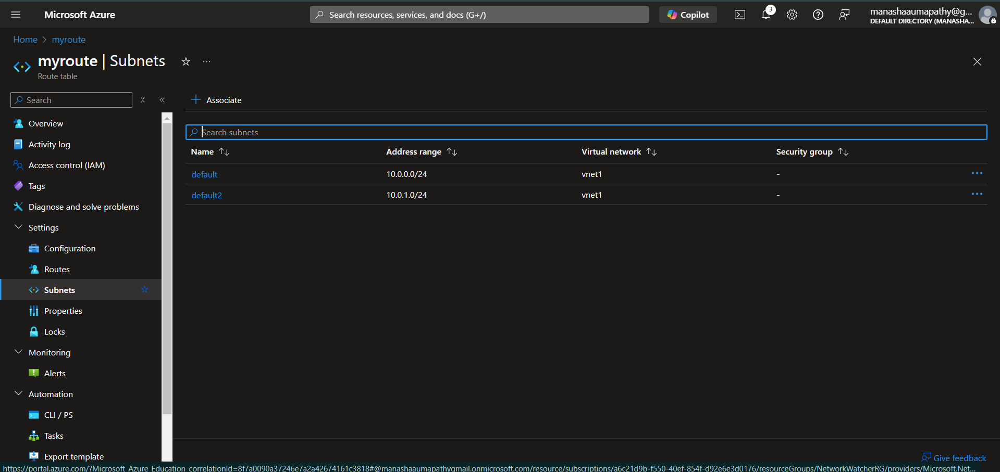 Microsoft Azure
Search resources, services, and docs (G+/)
Copilot
3
manashaaumapathy@g...
DEFAULT DIRECTORY (MANASHA...
Home > myroute
myroute | Subnets
Route table
Search
Overview
Activity log
Access control (IAM)
Tags
Diagnose and solve problems
Settings
Configuration
Routes
Subnets
Properties
Locks
Monitoring
Alerts
Automation
CLI / PS
Tasks
Export template
Associate
Search subnets
Name Address range Virtual network Security group
default 10.0.0.0/24 vnet1 -
default2 10.0.1.0/24 vnet1 -
Give feedback
https://portal.azure.com/?Microsoft_Azure_Education_correlationId=8f7a0090a37246e7a2a42674161c3818#@manashaaumapathygmail.onmicrosoft.com/resource/subscriptions/a6c21d9b-f550-40ef-854f-d92e6e3d0176/resourceGroups/NetworkWatcherRG/providers/Microsoft.Net...